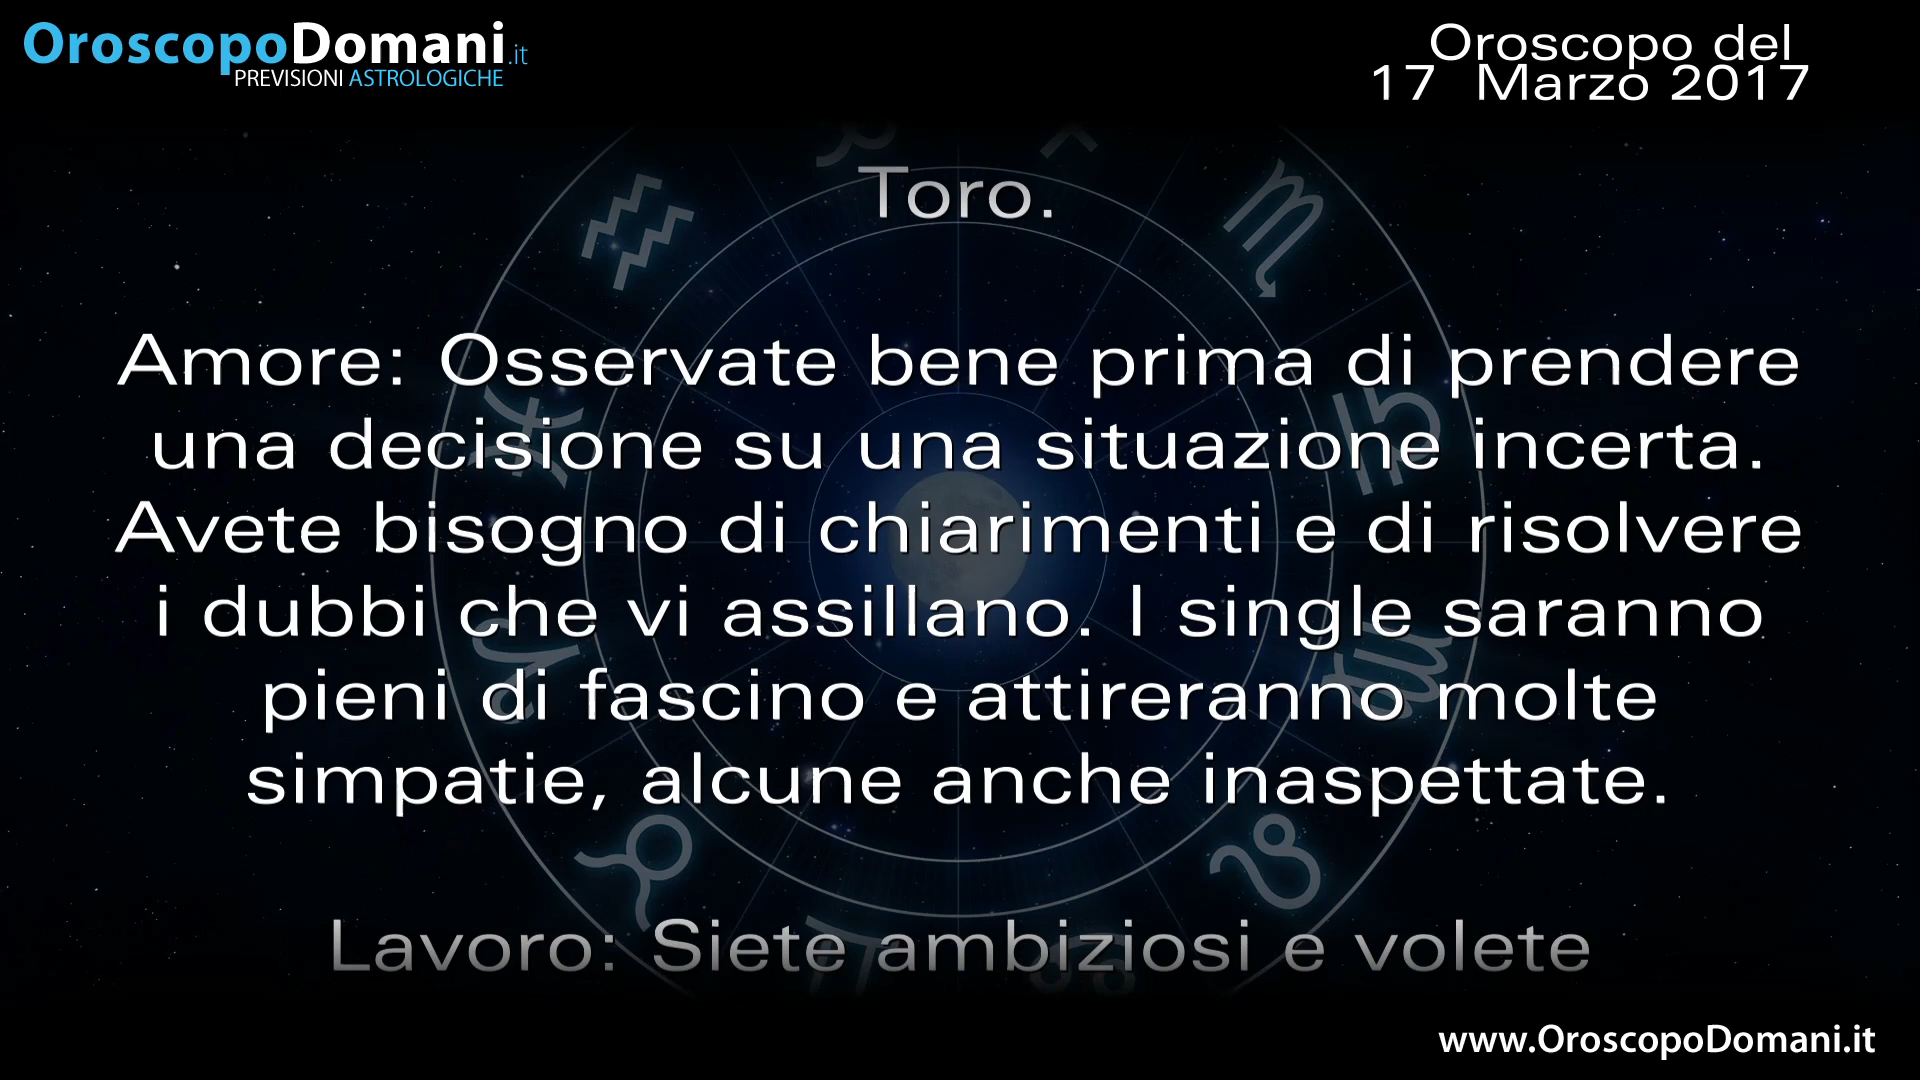 OroscopoDomani.it
PREVISIONI ASTROLOGICHE
Oroscopo del
17 Marzo 2017
Toro.
Amore: Osservate bene prima di prendere
una decisione su una situazione incerta.
Avete bisogno di chiarimenti e di risolvere
i dubbi che vi assillano. I single saranno
pieni di fascino e attireranno molte
simpatie, alcune anche inaspettate.
Lavoro: Siete ambiziosi e volete
www.OroscopoDomani.it